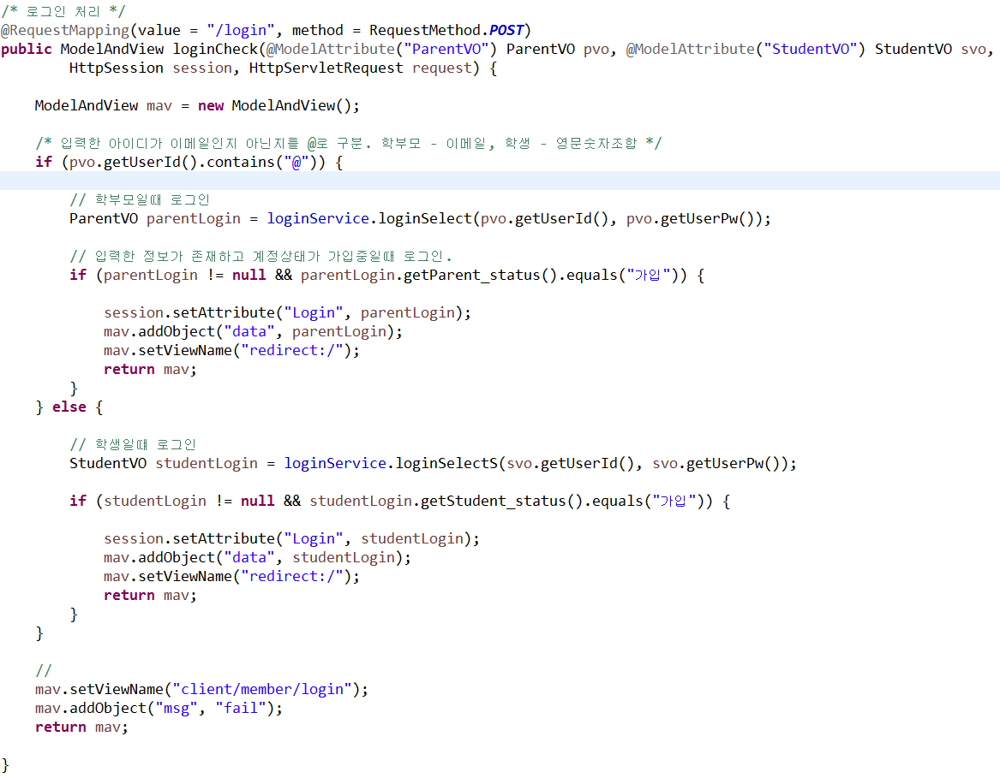 /* 로그인 처리 */
@RequestMapping(value = "/login", method = RequestMethod.POST)
public ModelAndView loginCheck(@ModelAttribute("ParentVO") ParentVO pvo, @ModelAttribute("StudentVO") StudentVO svo,
        HttpSession session, HttpServletRequest request) {
    ModelAndView mav = new ModelAndView();
    /* 입력한 아이디가 이메일인지 아닌지를 @로 구분. 학부모 - 이메일, 학생 - 영문숫자조합 */
    if (pvo.getUserId().contains("@")) {
        // 학부모일때 로그인
        ParentVO parentLogin = loginService.loginSelect(pvo.getUserId(), pvo.getUserPw());
        // 입력한 정보가 존재하고 계정상태가 가입중일때 로그인.
        if (parentLogin != null && parentLogin.getParent_status().equals("가입")) {
            session.setAttribute("Login", parentLogin);
            mav.addObject("data", parentLogin);
            mav.setViewName("redirect:/");
            return mav;
        }
    } else {
        // 학생일떄 로그인
        StudentVO studentLogin = loginService.loginSelectS(svo.getUserId(), svo.getUserPw());
        if (studentLogin != null && studentLogin.getStudent_status().equals("가입")) {
            session.setAttribute("Login", studentLogin);
            mav.addObject("data", studentLogin);
            mav.setViewName("redirect:/");
            return mav;
        }
    }
    //
    mav.setViewName("client/member/login");
    mav.addObject("msg", "fail");
    return mav;
}